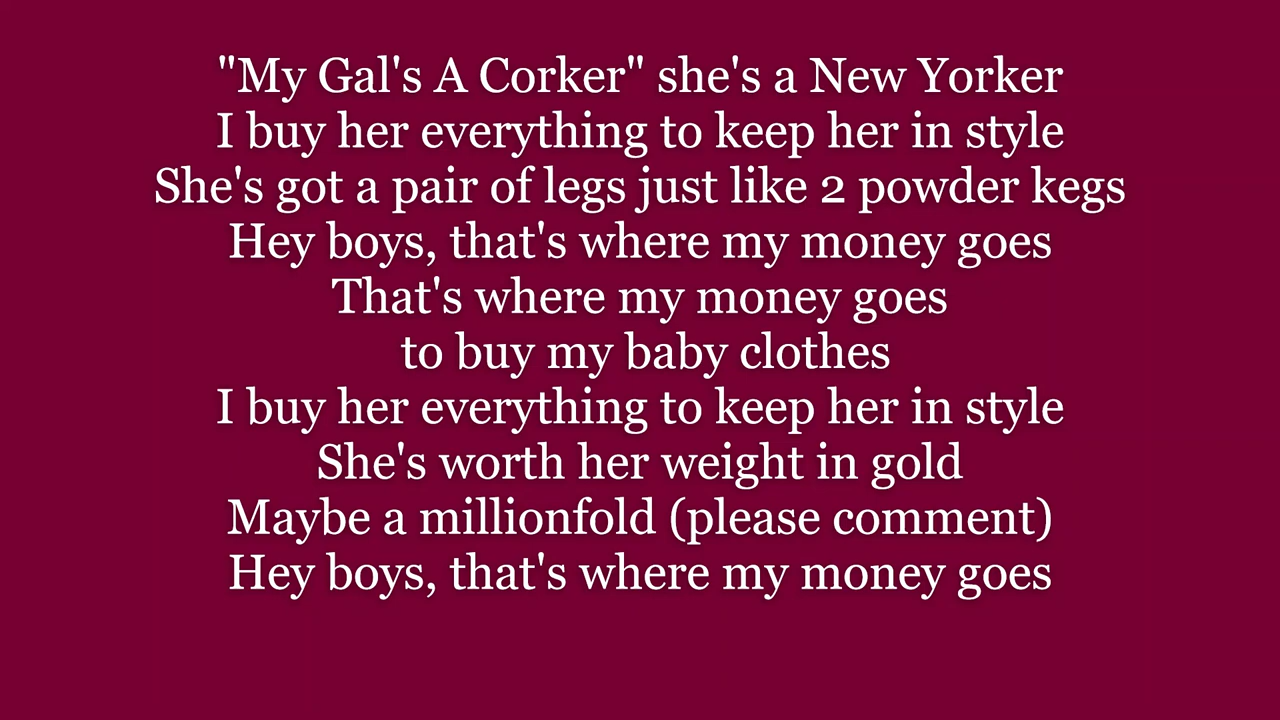 "My Gal's A Corker" she's a New Yorker
I buy her everything to keep her in style
She's got a pair of legs just like 2 powder kegs
Hey boys, that's where my money goes
That's where my money goes
to buy my baby clothes
I buy her everything to keep her in style
She's worth her weight in gold
Maybe a millionfold (please comment)
Hey boys, that's where my money goes